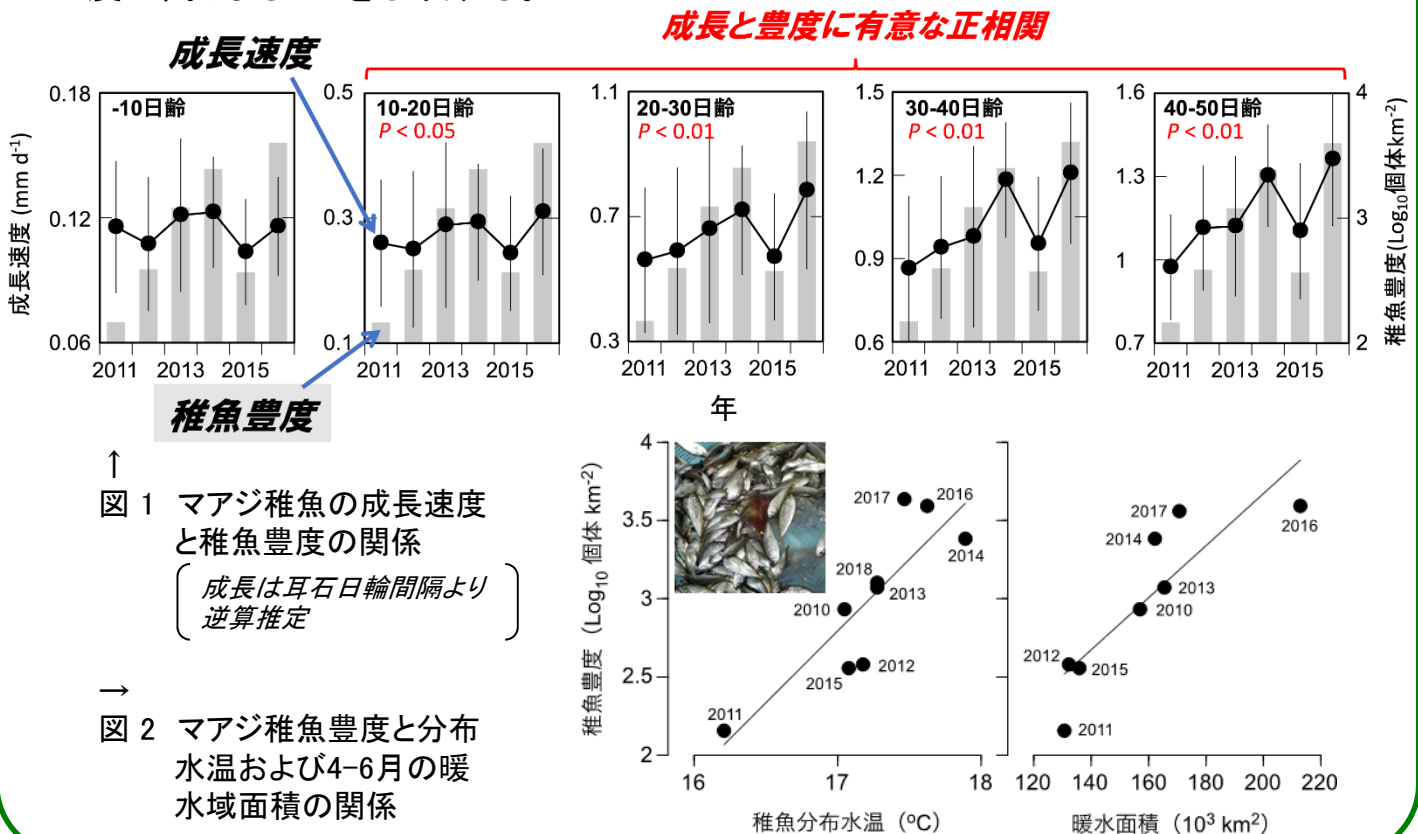 成長と豊度に有意な正相関
成長速度
0.18
0.12
0.06
成長速度 (mm d-1)
-10日齢
2011 2013 2015
0.5
0.3
0.1
10-20日齢
P < 0.05
2011 2013 2015
1.1
0.7
0.3
20-30日齢
P < 0.01
2011 2013 2015
1.5
1.2
0.9
0.6
30-40日齢
P < 0.01
2011 2013 2015
1.6
1.3
1
0.7
40-50日齢
P < 0.01
2011 2013 2015
4
3
2
稚魚豊度(Log10個体km-2)
稚魚豊度
年
↑
図 1 マアジ稚魚の成長速度
と稚魚豊度の関係
成長は耳石日輪間隔より
逆算推定
→
図 2 マアジ稚魚豊度と分布
水温および4-6月の暖
水域面積の関係
稚魚豊度（Log10 個体 km-2）
4
3.5
3
2.5
2
2017
2016
2014
2018
2013
2010
2012
2015
2011
16 17 18
稚魚分布水温（ºC）
2017
2016
2014
2013
2010
2012
2015
2011
120 140 160 180 200 220
暖水面積（103 km2）